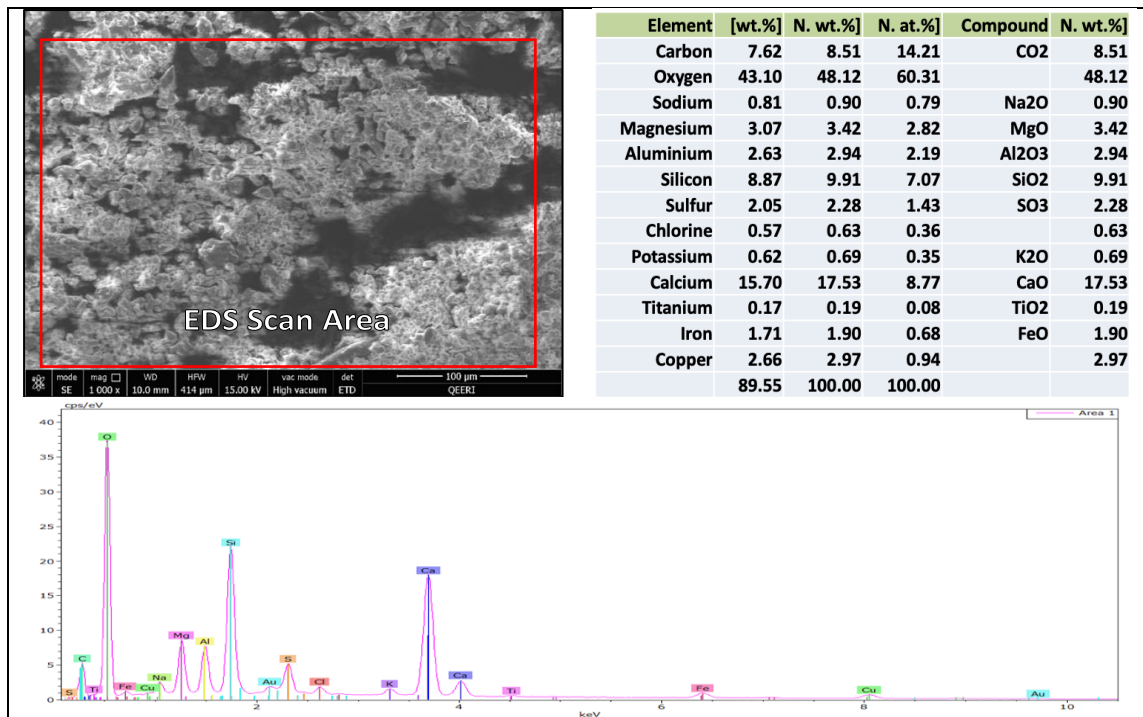 EDS Scan Area
mode mag WD HFW HV vac mode det 100 µm
SE 1 000 x 10.0 mm 414 µm 15.00 kV High vacuum ETD QEERI
Element [wt.%] N. wt.% N. at.% Compound N. wt.%
Carbon 7.62 8.51 14.21 CO2 8.51
Oxygen 43.10 48.12 60.31 48.12
Sodium 0.81 0.90 0.79 Na2O 0.90
Magnesium 3.07 3.42 2.82 MgO 3.42
Aluminium 2.63 2.94 2.19 Al2O3 2.94
Silicon 8.87 9.91 7.07 SiO2 9.91
Sulfur 2.05 2.28 1.43 SO3 2.28
Chlorine 0.57 0.63 0.36 0.63
Potassium 0.62 0.69 0.35 K2O 0.69
Calcium 15.70 17.53 8.77 CaO 17.53
Titanium 0.17 0.19 0.08 TiO2 0.19
Iron 1.71 1.90 0.68 FeO 1.90
Copper 2.66 2.97 0.94 2.97
89.55 100.00 100.00
cps/eV
Area 1
40
35
30
25
20
15
10
5
0
O
Si
Ca
Mg
Al
C
S
Na
Au
Cl
K
Ca
S
Ti
Fe
Cu
Ti
Fe
Cu
Au
2 4 6 8 10
keV